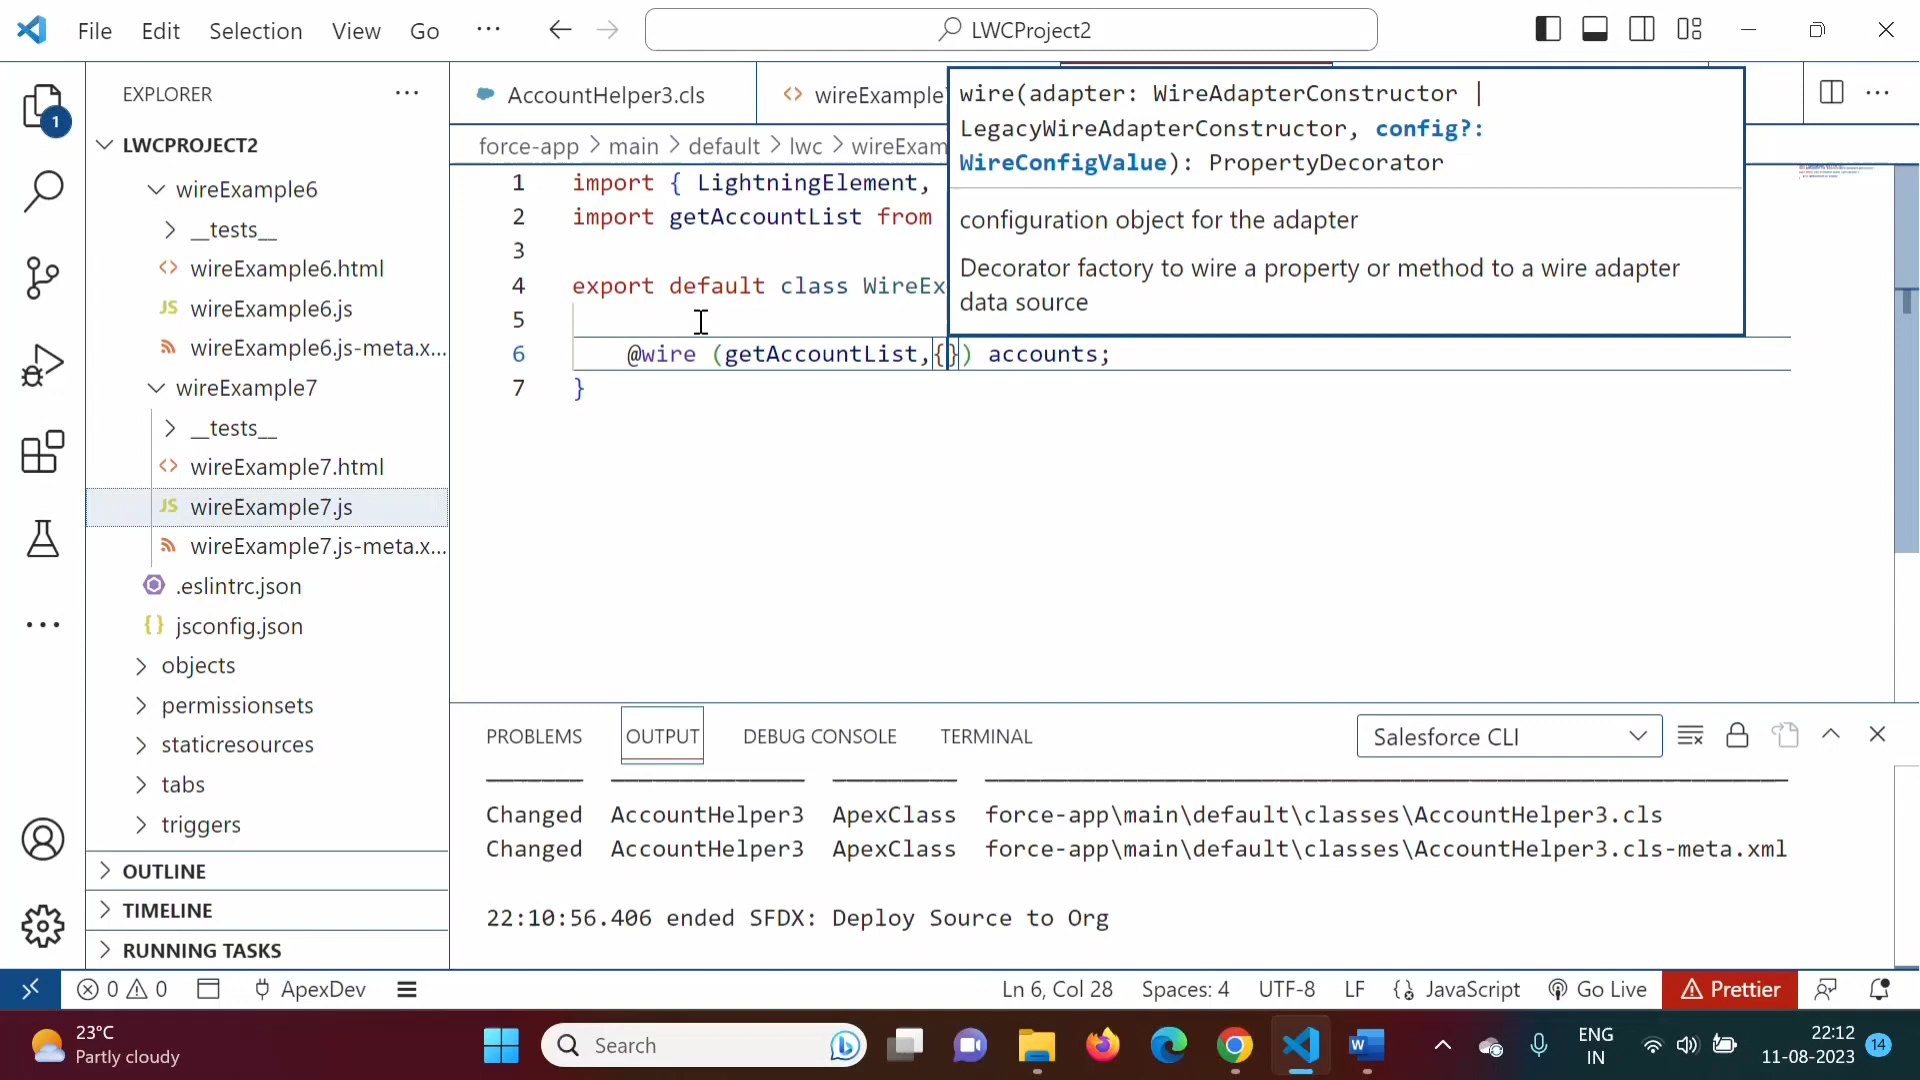 File Edit Selection View Go ··· LWCProject2
EXPLORER ···
LWCPROJECT2
wireExample6
__tests__
wireExample6.html
wireExample6.js
wireExample6.js-meta.x...
wireExample7
__tests__
wireExample7.html
wireExample7.js
wireExample7.js-meta.x...
.eslintrc.json
jsconfig.json
objects
permissionsets
staticresources
tabs
triggers
OUTLINE
TIMELINE
RUNNING TASKS
1
AccountHelper3.cls wireExample
force-app > main > default > lwc > wireExam
wire(adapter: WireAdapterConstructor |
LegacyWireAdapterConstructor, config?:
WireConfigValue): PropertyDecorator
configuration object for the adapter
Decorator factory to wire a property or method to a wire adapter
data source
1 import { LightningElement,
2 import getAccountList from
3
4 export default class WireEx
5
6 @wire (getAccountList,{}) accounts;
7 }
PROBLEMS OUTPUT DEBUG CONSOLE TERMINAL Salesforce CLI
Changed AccountHelper3 ApexClass force-app\main\default\classes\AccountHelper3.cls
Changed AccountHelper3 ApexClass force-app\main\default\classes\AccountHelper3.cls-meta.xml
22:10:56.406 ended SFDX: Deploy Source to Org
0 0 ApexDev Ln 6, Col 28 Spaces: 4 UTF-8 LF {} JavaScript Go Live Prettier
23°C
Partly cloudy
Search
ENG
IN
22:12
11-08-2023
14